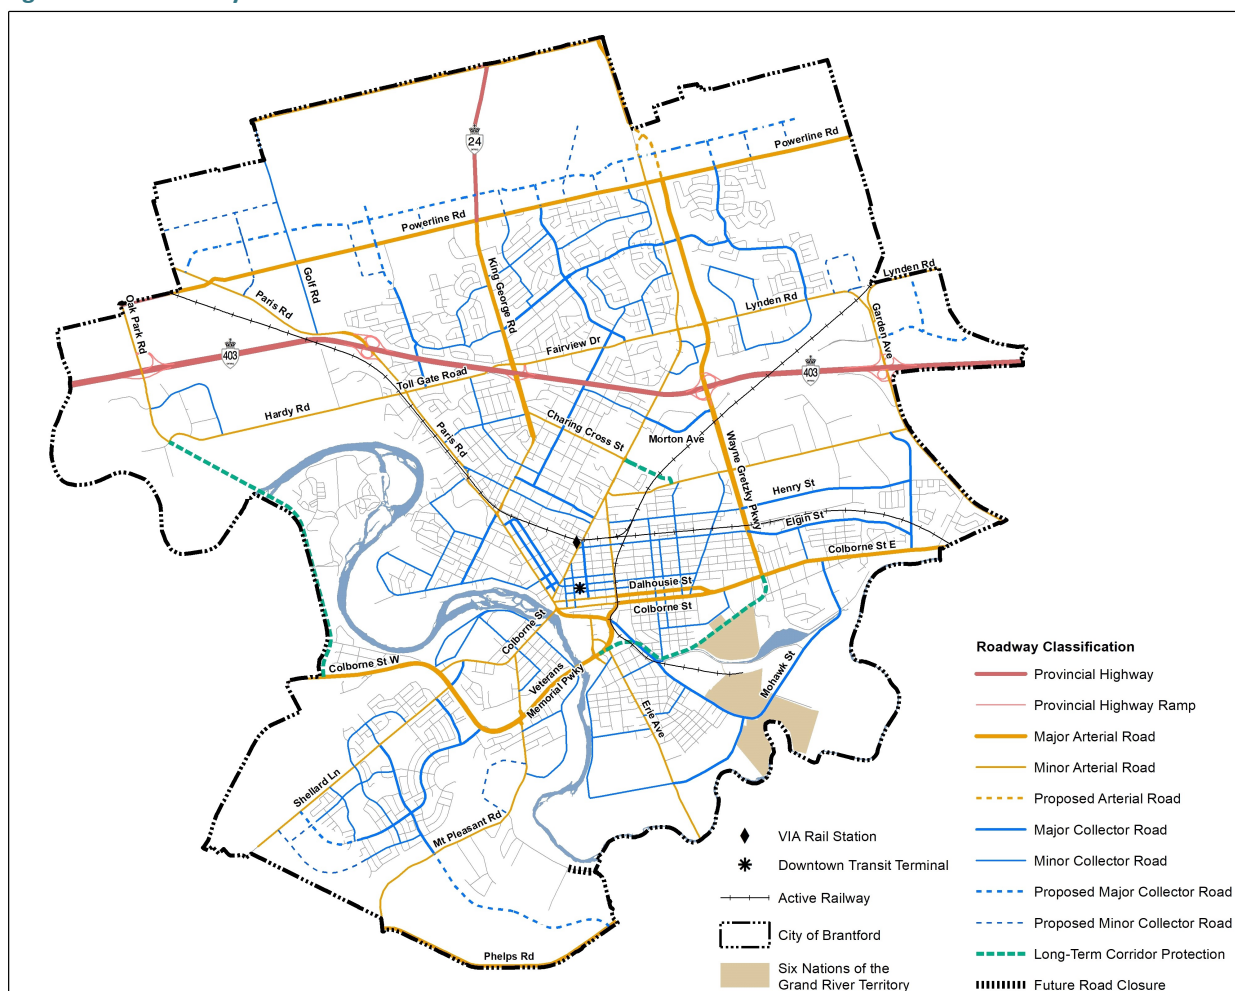 24
Powerline Rd
Powerline Rd
Golf Rd
King George Rd
Lynden Rd
Oak Park Rd
Paris Rd
Lynden Rd
Garden Ave
403
Fairview Dr
403
Toll Gate Road
Hardy Rd
Charing Cross St
Paris Rd
Morton Ave
Wayne Gretzky Pkwy
Henry St
Elgin St
Colborne St E
Dalhousie St
Colborne St
Colborne St
Colborne St W
Veterans
Memorial Pwky
Mohawk St
Erie Ave
Shellard Ln
Mt Pleasant Rd
Phelps Rd
VIA Rail Station
Downtown Transit Terminal
Active Railway
City of Brantford
Six Nations of the
Grand River Territory
Roadway Classification
Provincial Highway
Provincial Highway Ramp
Major Arterial Road
Minor Arterial Road
Proposed Arterial Road
Major Collector Road
Minor Collector Road
Proposed Major Collector Road
Proposed Minor Collector Road
Long-Term Corridor Protection
Future Road Closure